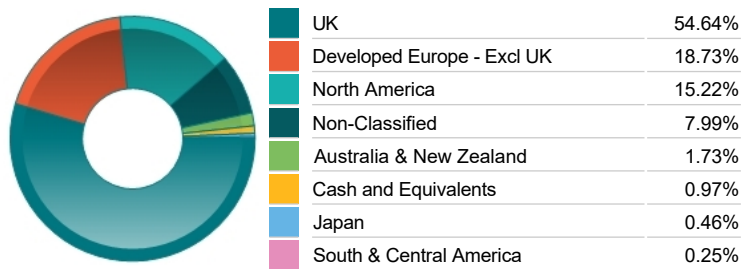 UK 54.64%
Developed Europe - Excl UK 18.73%
North America 15.22%
Non-Classified 7.99%
Australia & New Zealand 1.73%
Cash and Equivalents 0.97%
Japan 0.46%
South & Central America 0.25%